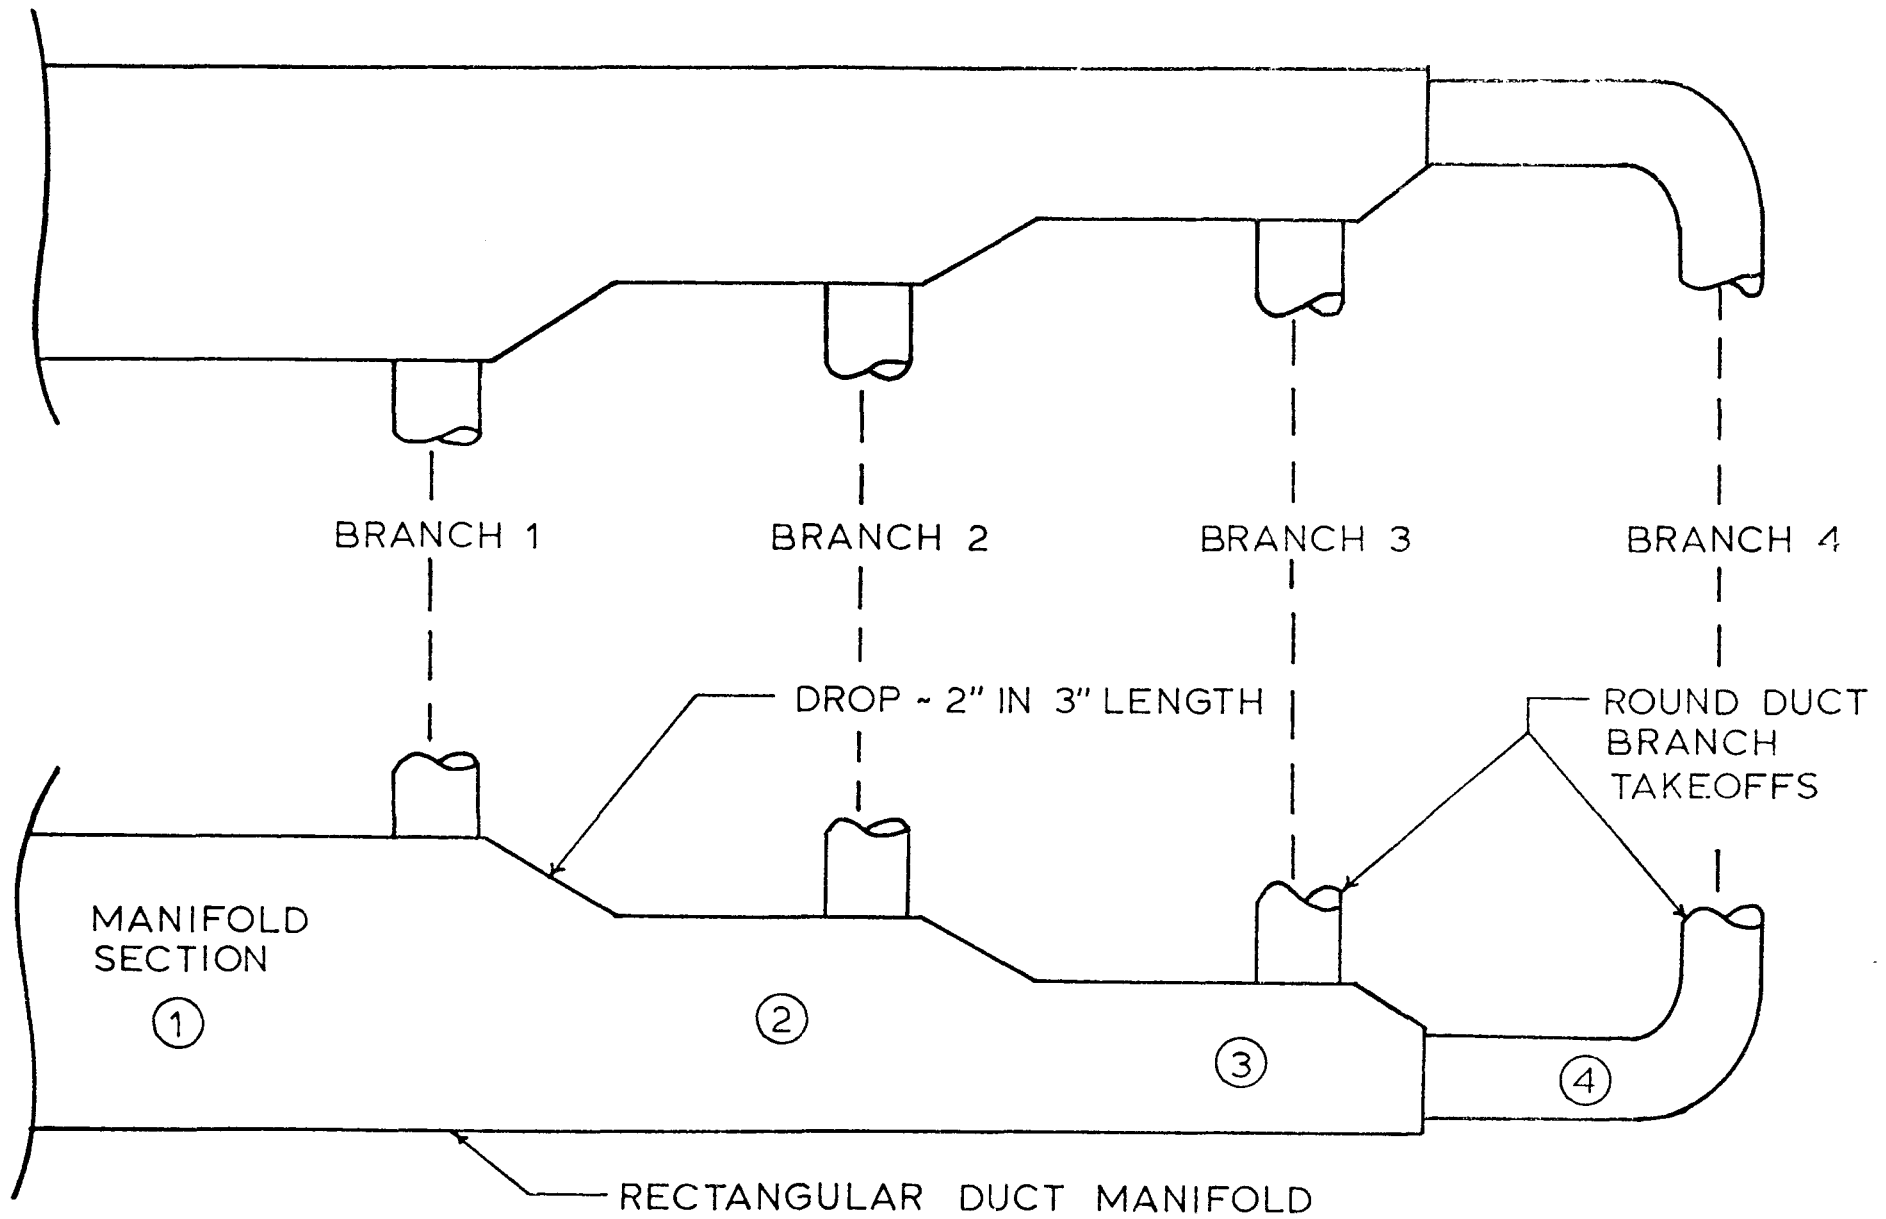 BRANCH 1
BRANCH 2
BRANCH 3
BRANCH 4
DROP ~ 2" IN 3" LENGTH
ROUND DUCT
BRANCH
TAKEOFFS
MANIFOLD
SECTION
1
2
3
4
RECTANGULAR DUCT MANIFOLD